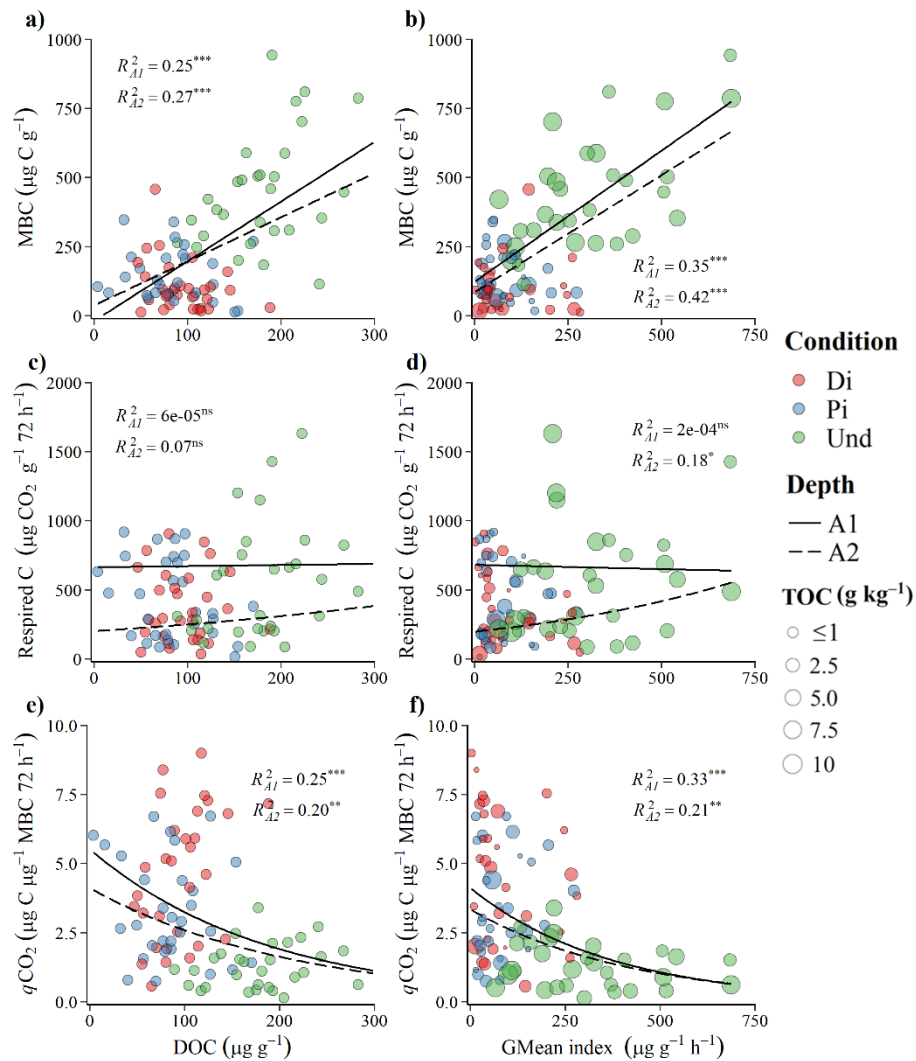 a)
MBC (µg C g⁻¹)
1000
750
500
250
0
R²A1 = 0.25***
R²A2 = 0.27***
0
100
200
300
b)
MBC (µg C g⁻¹)
1000
750
500
250
0
R²A1 = 0.35***
R²A2 = 0.42***
0
250
500
750
c)
Respired C (µg CO₂ g⁻¹ 72 h⁻¹)
2000
1500
1000
500
0
R²A1 = 6e-05ns
R²A2 = 0.07ns
0
100
200
300
d)
Respired C (µg CO₂ g⁻¹ 72 h⁻¹)
2000
1500
1000
500
0
R²A1 = 2e-04ns
R²A2 = 0.18*
0
250
500
750
e)
qCO₂ (µg C µg⁻¹ MBC 72 h⁻¹)
10.0
7.5
5.0
2.5
0.0
R²A1 = 0.25***
R²A2 = 0.20**
0
100
200
300
DOC (µg g⁻¹)
f)
qCO₂ (µg C µg⁻¹ MBC 72 h⁻¹)
10.0
7.5
5.0
2.5
0.0
R²A1 = 0.33***
R²A2 = 0.21**
0
250
500
750
GMean index (µg g⁻¹ h⁻¹)
Condition
Di
Pi
Und
Depth
A1
A2
TOC (g kg⁻¹)
≤1
2.5
5.0
7.5
10